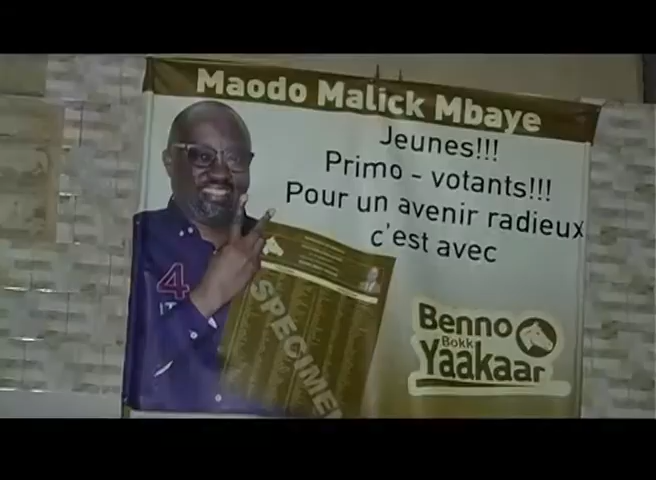 Maodo Malick Mbaye
Jeunes!!!
Primo - votants!!!
Pour un avenir radieux
c'est avec
4
SPECIMEN
Benno
Bokk
Yaakaar